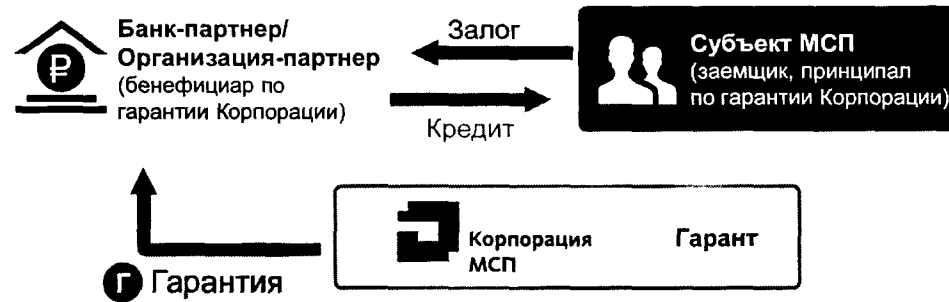 Банк-партнер/
Организация-партнер
(бенефициар по
гарантии Корпорации)
Залог
Кредит
Субъект МСП
(заемщик, принципал
по гарантии Корпорации)
Корпорация
МСП
Гарант
Г Гарантия